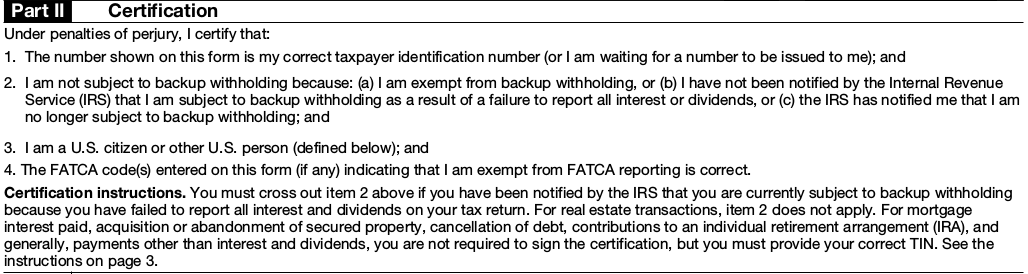 Part II Certification
Under penalties of perjury, I certify that:
1. The number shown on this form is my correct taxpayer identification number (or I am waiting for a number to be issued to me); and
2. I am not subject to backup withholding because: (a) I am exempt from backup withholding, or (b) I have not been notified by the Internal Revenue
Service (IRS) that I am subject to backup withholding as a result of a failure to report all interest or dividends, or (c) the IRS has notified me that I am
no longer subject to backup withholding; and
3. I am a U.S. citizen or other U.S. person (defined below); and
4. The FATCA code(s) entered on this form (if any) indicating that I am exempt from FATCA reporting is correct.
Certification instructions. You must cross out item 2 above if you have been notified by the IRS that you are currently subject to backup withholding
because you have failed to report all interest and dividends on your tax return. For real estate transactions, item 2 does not apply. For mortgage
interest paid, acquisition or abandonment of secured property, cancellation of debt, contributions to an individual retirement arrangement (IRA), and
generally, payments other than interest and dividends, you are not required to sign the certification, but you must provide your correct TIN. See the
instructions on page 3.